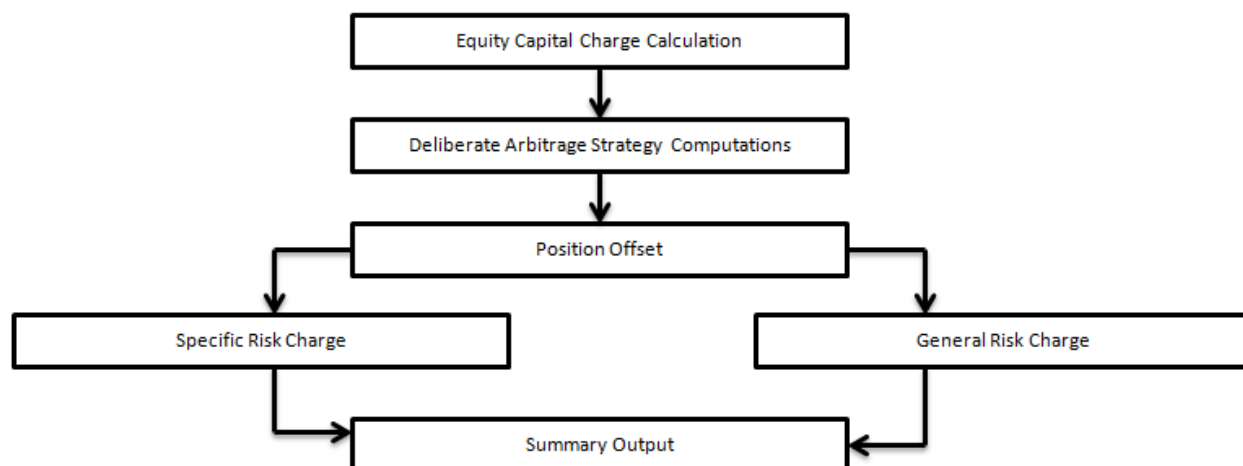 Equity Capital Charge Calculation
Deliberate Arbitrage Strategy Computations
Position Offset
Specific Risk Charge
General Risk Charge
Summary Output